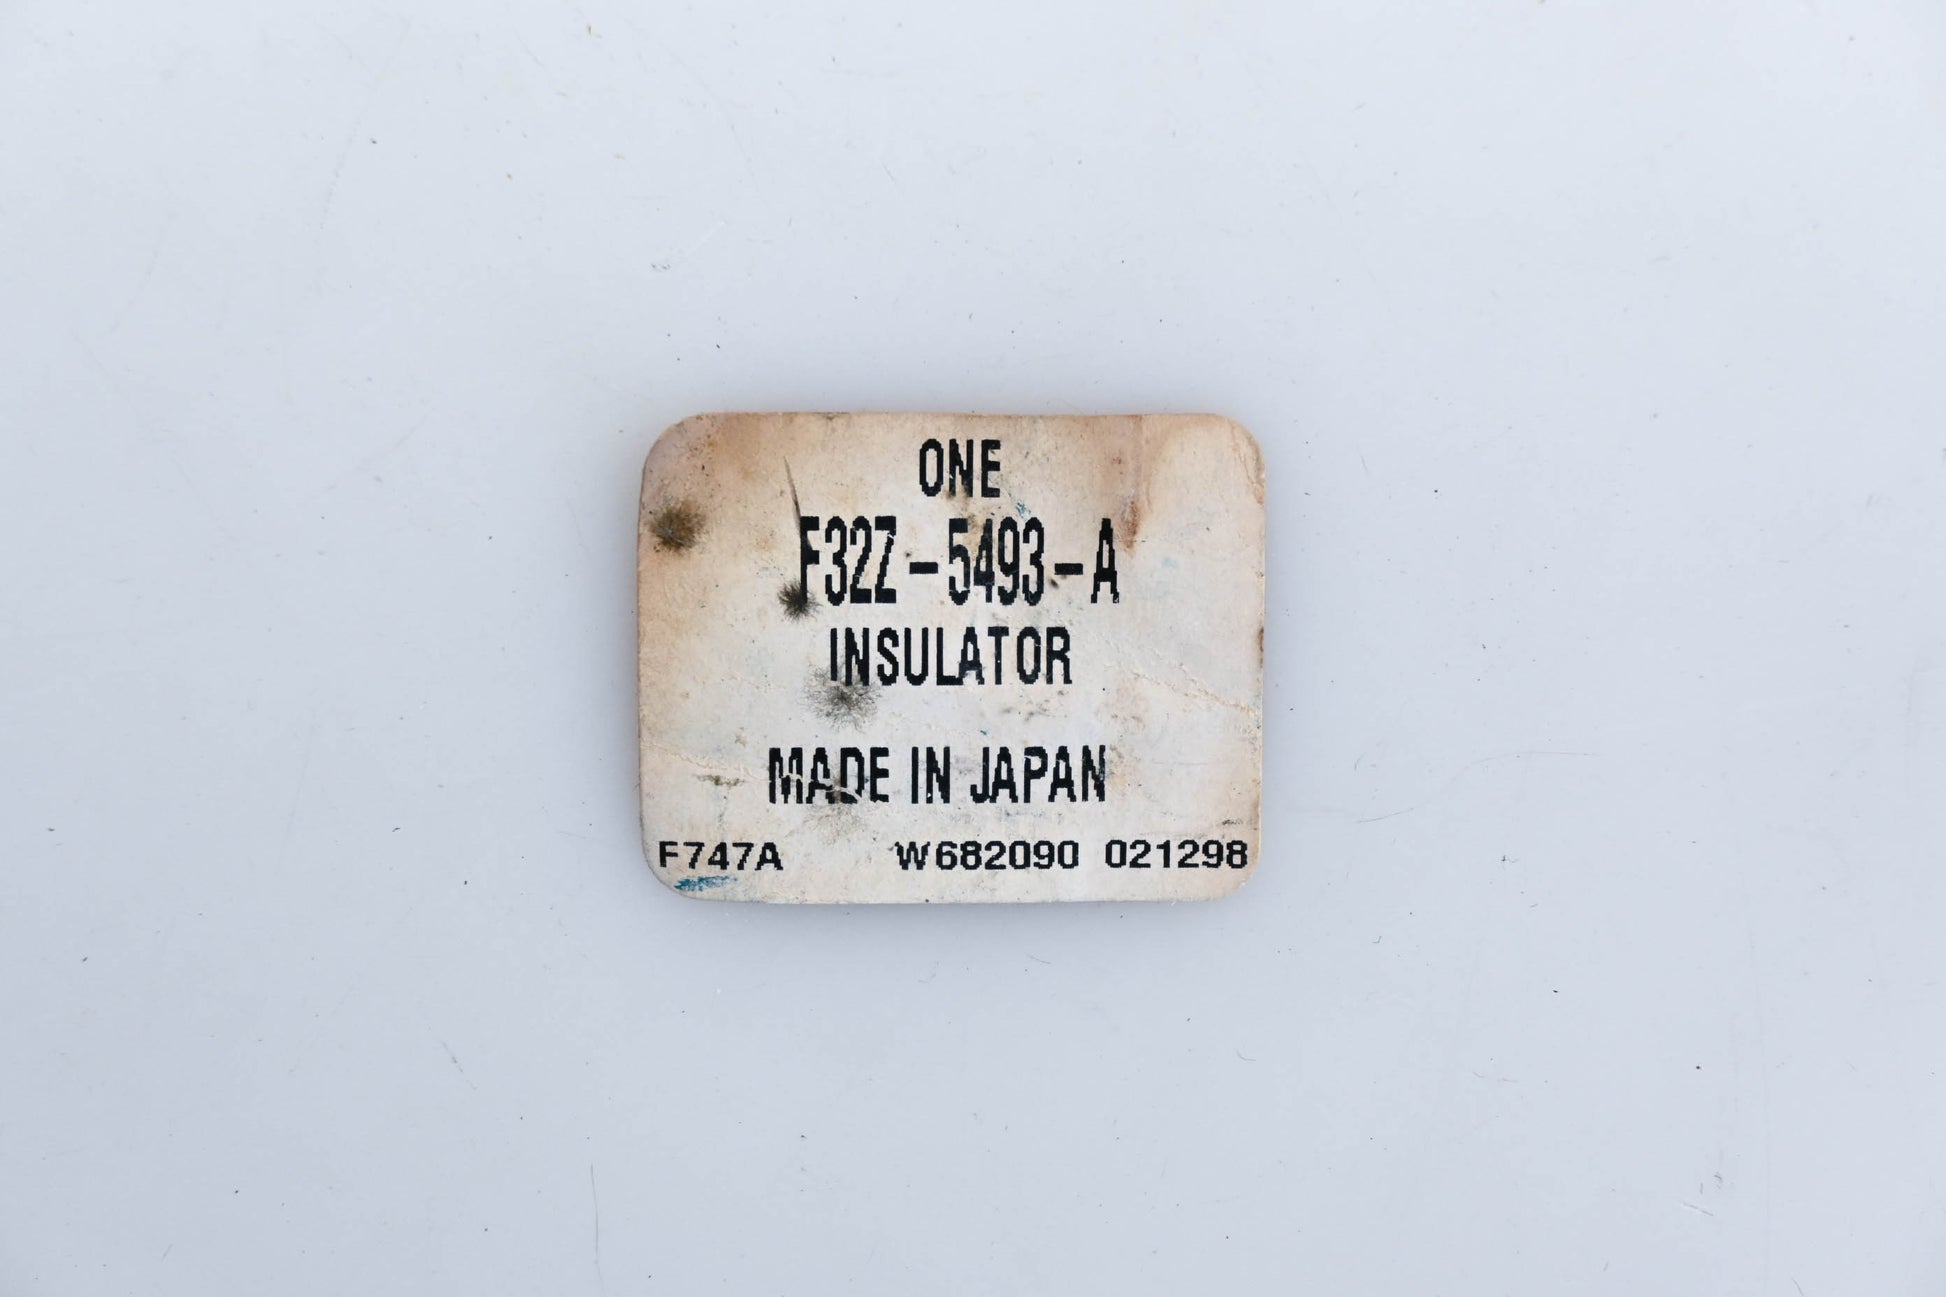 ONE
F32Z-5493-A
INSULATOR
MADE IN JAPAN
F747A W682090 021298